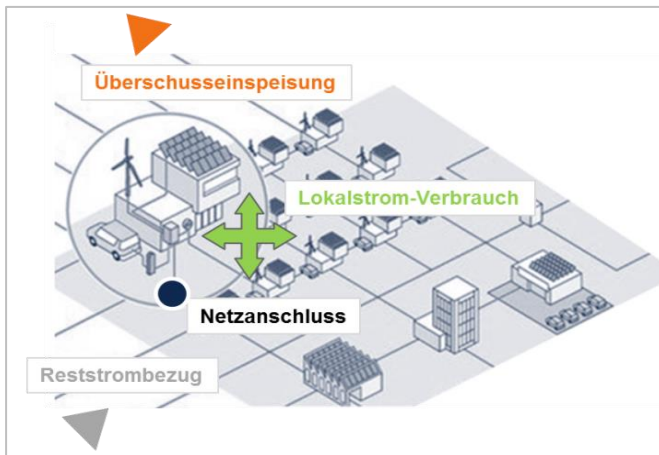 Überschusseinspeisung
Lokalstrom-Verbrauch
Netzanschluss
Reststrombezug